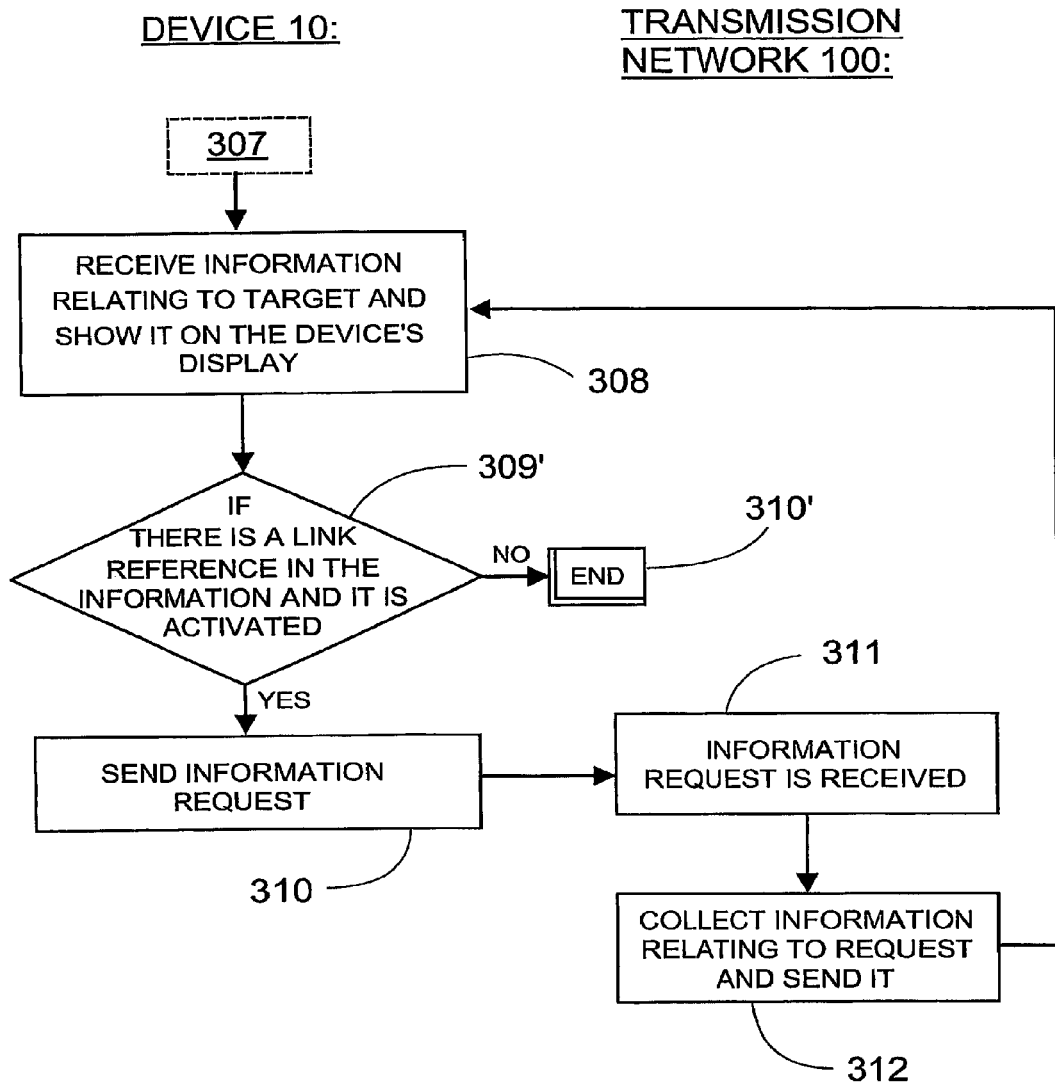 DEVICE 10:
TRANSMISSION
NETWORK 100:
307
RECEIVE INFORMATION
RELATING TO TARGET AND
SHOW IT ON THE DEVICE'S
DISPLAY
308
309'
IF
THERE IS A LINK
REFERENCE IN THE
INFORMATION AND IT IS
ACTIVATED
NO
END
310'
YES
SEND INFORMATION
REQUEST
310
311
INFORMATION
REQUEST IS RECEIVED
COLLECT INFORMATION
RELATING TO REQUEST
AND SEND IT
312